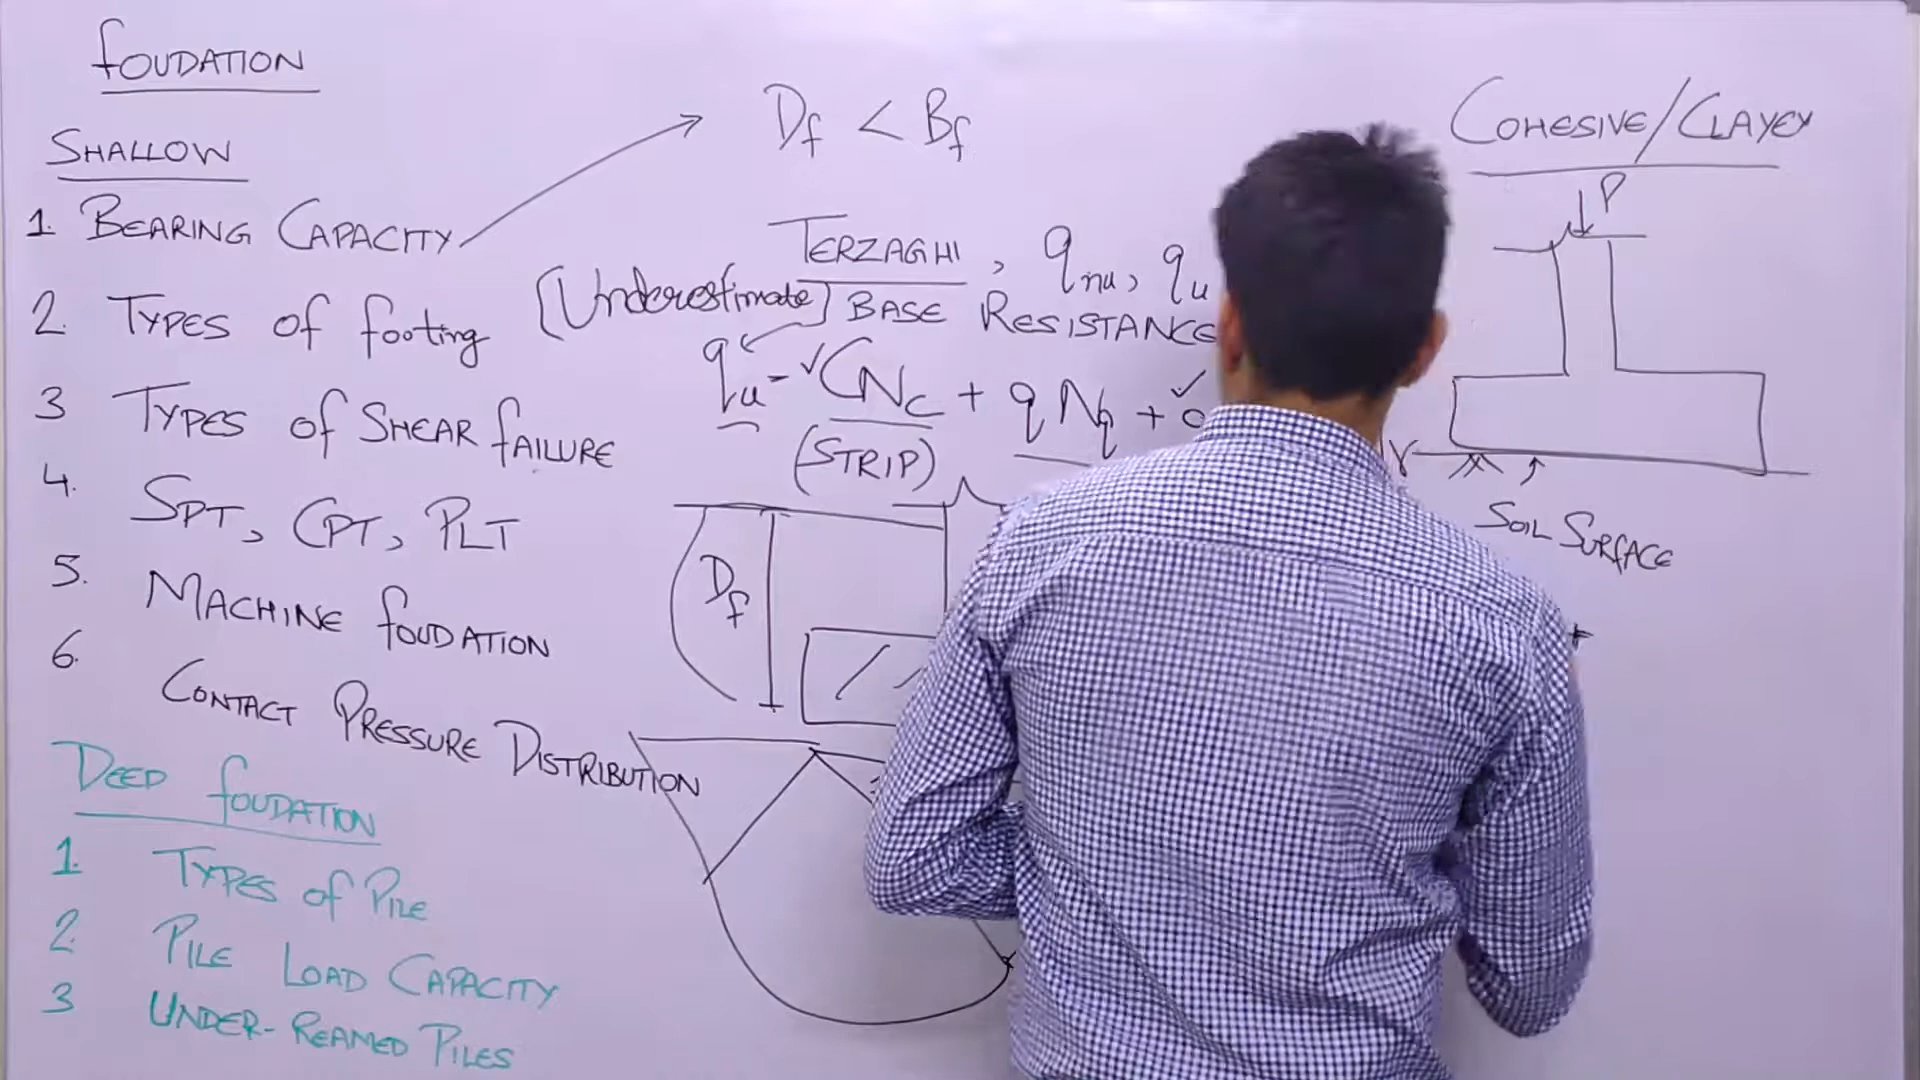 FOUDATION
SHALLOW
1. BEARING CAPACITY
2. TYPES of footing
3 TYPES of SHEAR FAILURE
4. SPT, CPT, PLT
5. MACHINE FOUDATION
6. CONTACT PRESSURE DISTRIBUTION
DEEP FOUDATION
1. TYPES of PILE
2. PILE LOAD CAPACITY
3 UNDER-REAMED PILES
Df < Bf
TERZAGHI, qnu, qu
[Underestimate] BASE RESISTANCE
qu - ✓CNc + qNq +
(STRIP)
Df
COHESIVE/CLAYEY
P
SOIL SURFACE